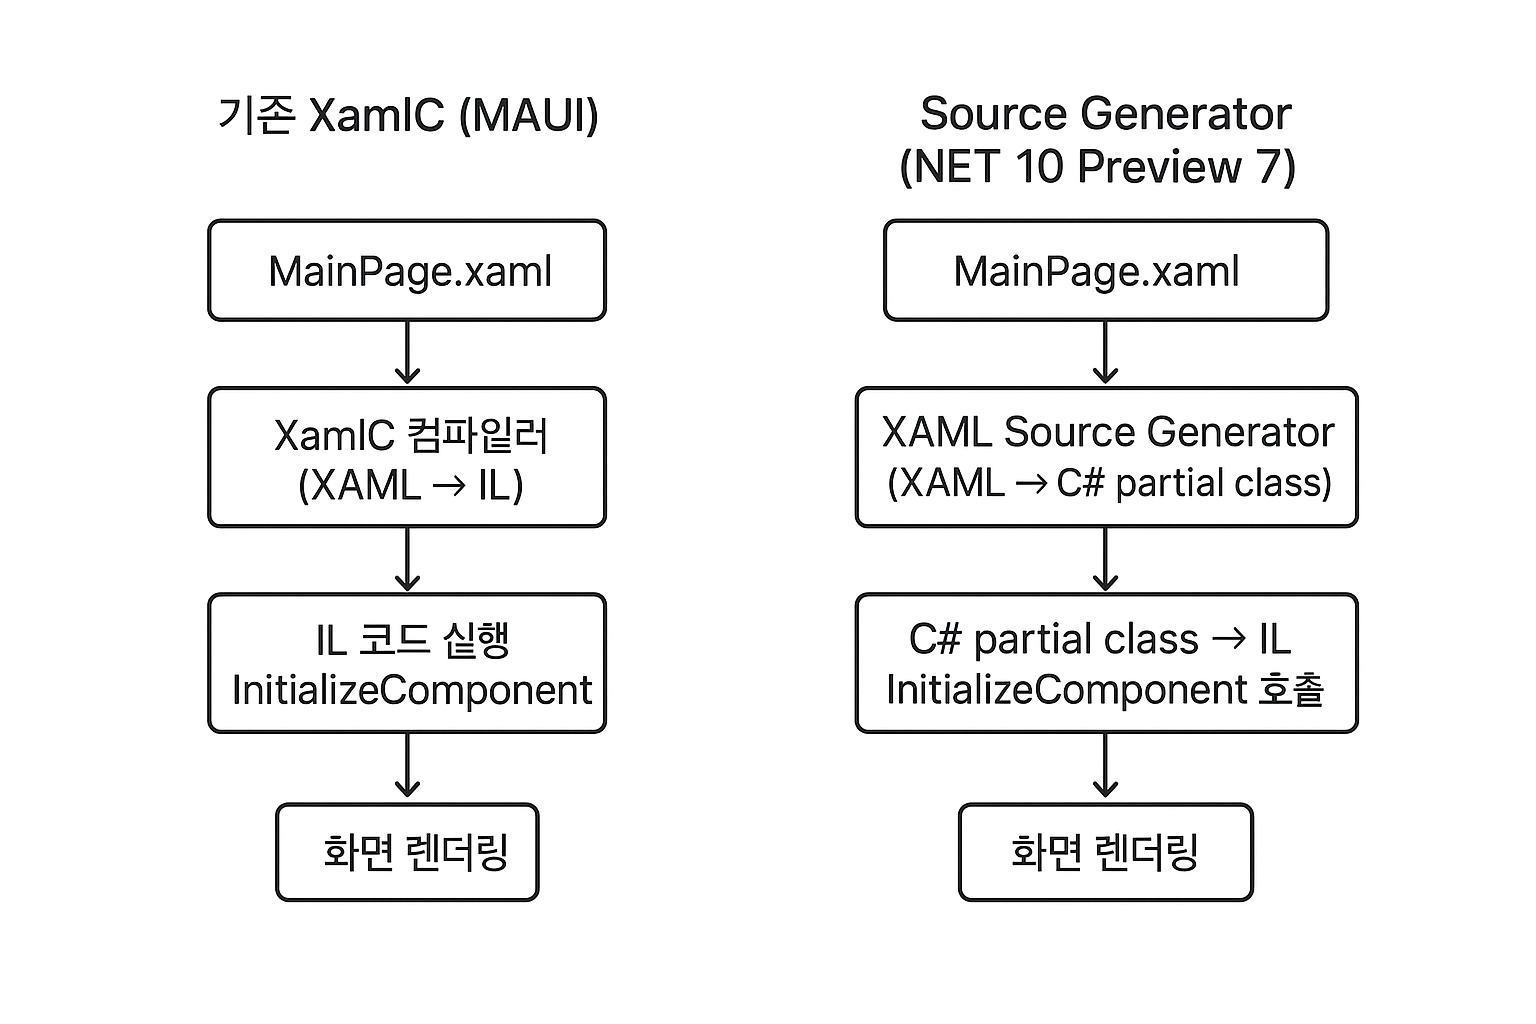 기존 XamlC (MAUI)
MainPage.xaml
XamlC 컴파일러
(XAML → IL)
IL 코드 싙행
InitializeComponent
화면 렌더링
Source Generator
(NET 10 Preview 7)
MainPage.xaml
XAML Source Generator
(XAML → C# partial class)
C# partial class → IL
InitializeComponent 호촐
화면 렌더링